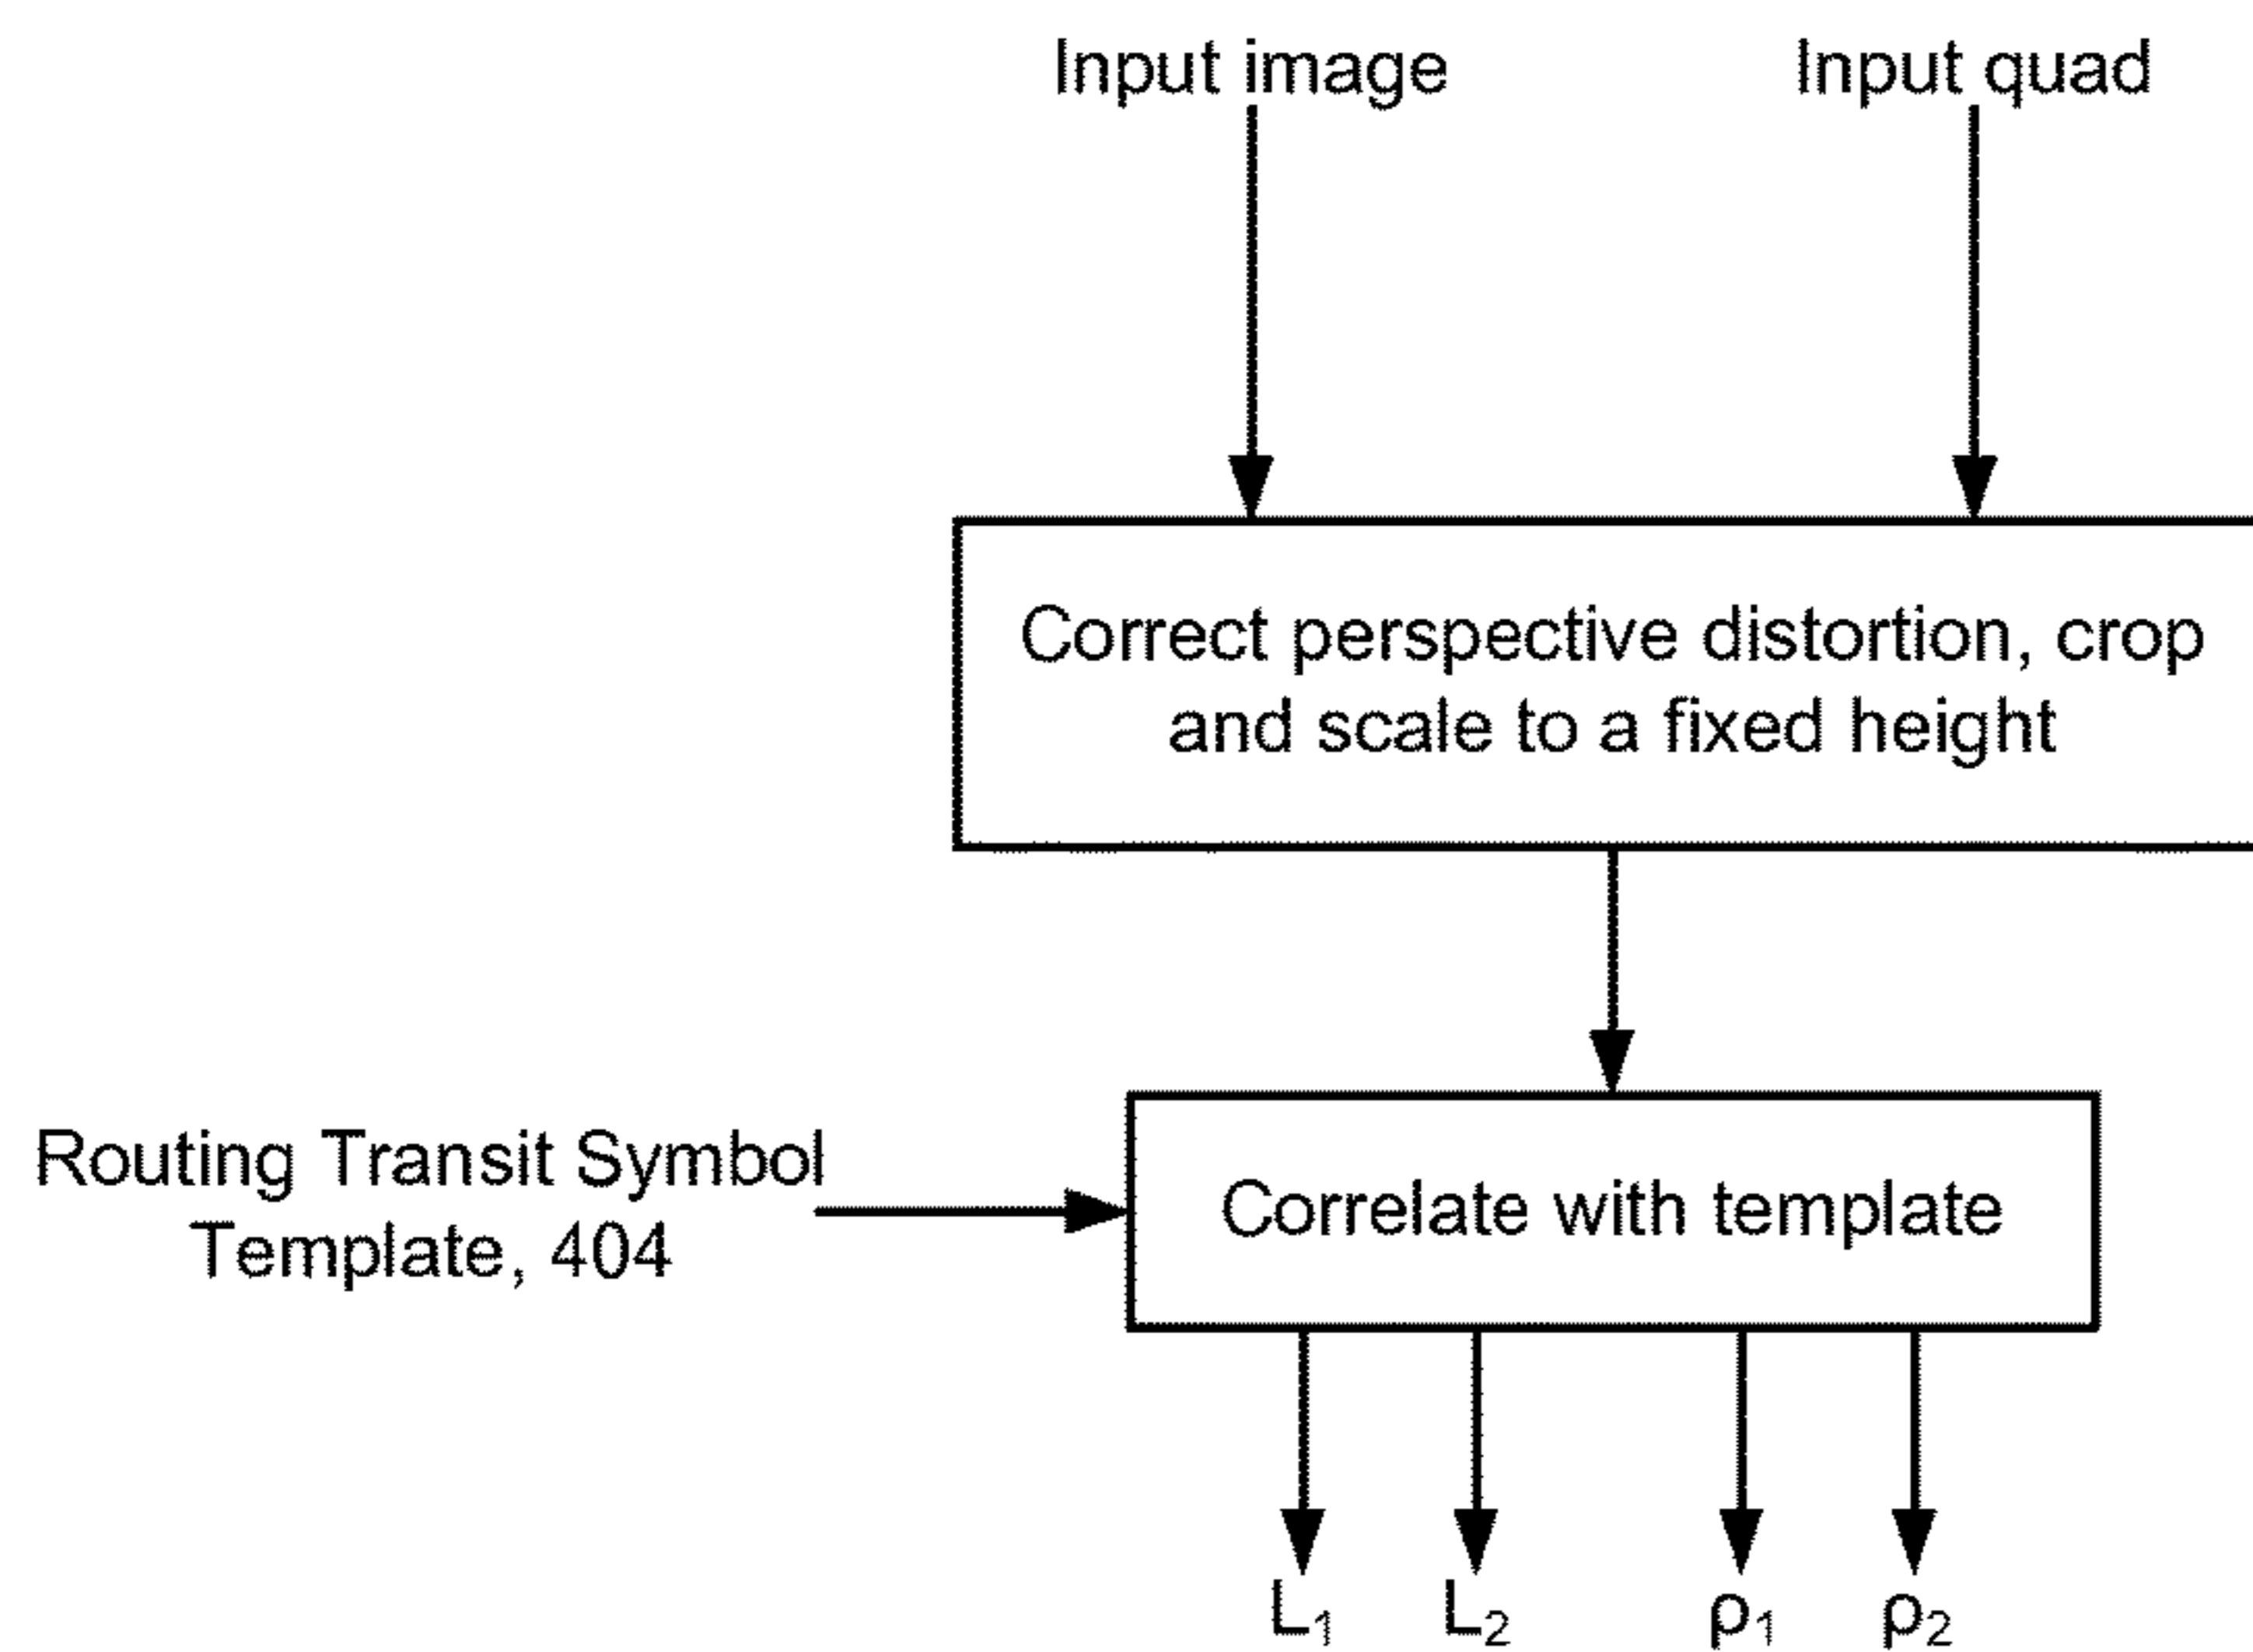 Input image
Input quad
Correct perspective distortion, crop
and scale to a fixed height
Routing Transit Symbol
Template, 404
Correlate with template
L₁
L₂
ρ₁
ρ₂